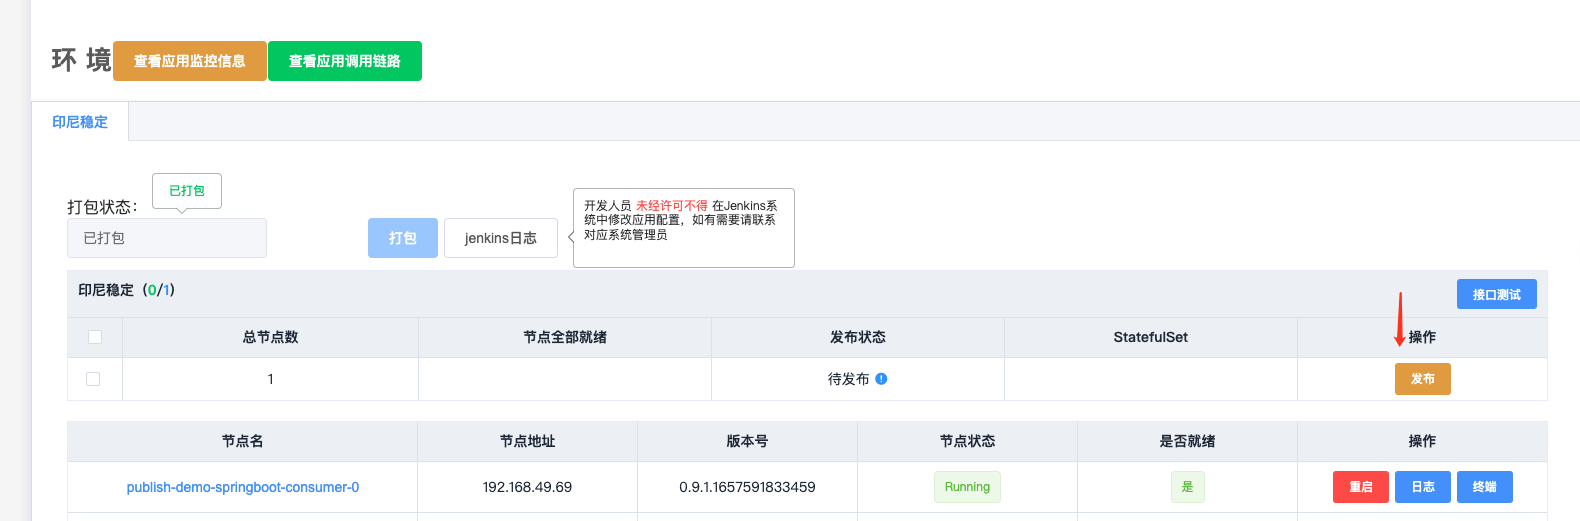 环 境 查看应用监控信息 查看应用调用链路
印尼稳定
已打包
打包状态：
已打包 打包 jenkins日志
开发人员 未经许可不得 在Jenkins系
统中修改应用配置，如有需要请联系
对应系统管理员
印尼稳定（0/1） 接口测试
总节点数 节点全部就绪 发布状态 StatefulSet 操作
1 待发布 发布
节点名 节点地址 版本号 节点状态 是否就绪 操作
publish-demo-springboot-consumer-0 192.168.49.69 0.9.1.1657591833459 Running 是 重启 日志 终端